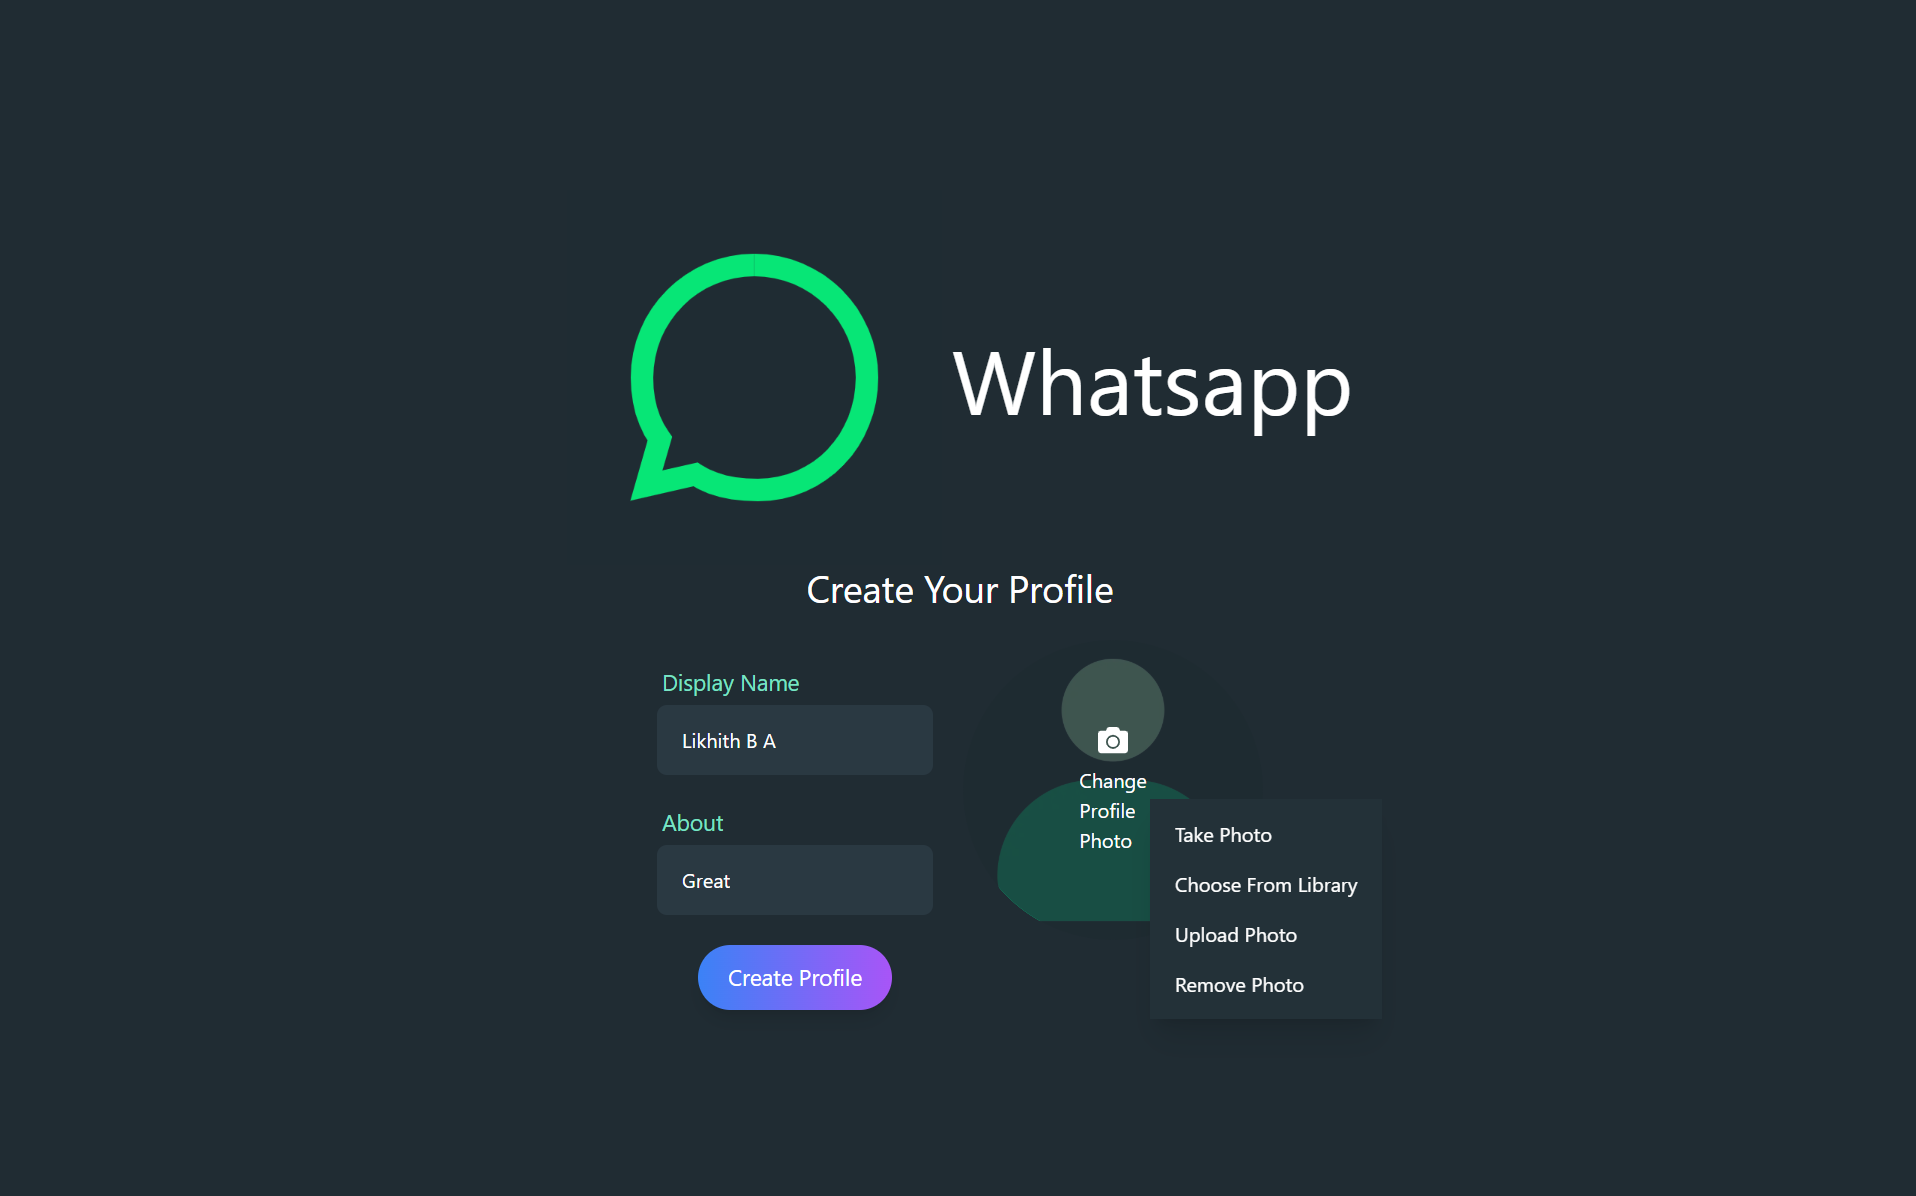 Whatsapp
Create Your Profile
Display Name
Likhith B A
About
Great
Create Profile
Change
Profile
Photo
Take Photo
Choose From Library
Upload Photo
Remove Photo